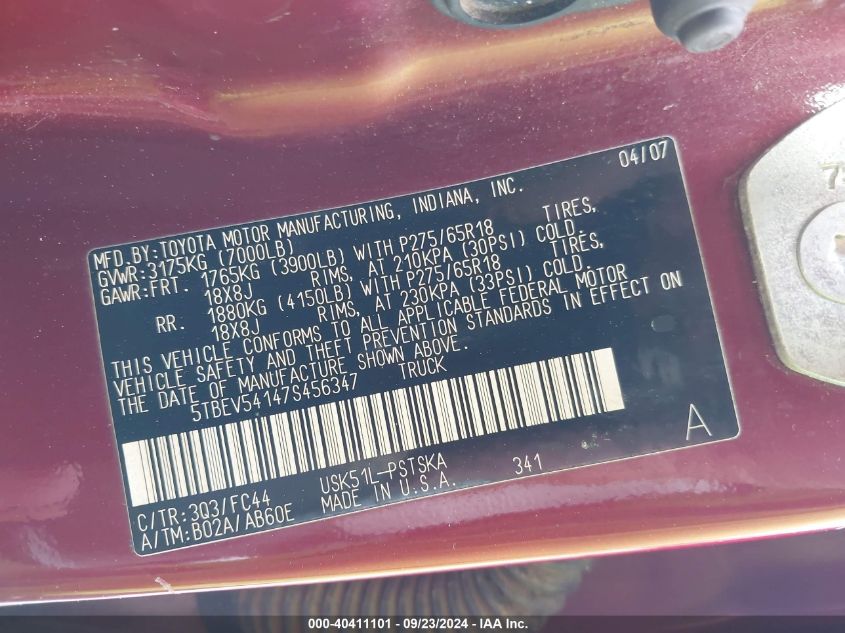 04/07
MFD.BY:TOYOTA MOTOR MANUFACTURING, INDIANA, INC.
GVWR:3175KG (7000LB)
GAWR:FRT. 1765KG (3900LB) WITH P275/65R18 TIRES,
18X8J RIMS, AT 210KPA (30PSI) COLD.
RR. 1880KG (4150LB) WITH P275/65R18 TIRES,
18X8J RIMS, AT 230KPA (33PSI) COLD.
THIS VEHICLE CONFORMS TO ALL APPLICABLE FEDERAL MOTOR
VEHICLE SAFETY AND THEFT PREVENTION STANDARDS IN EFFECT ON
THE DATE OF MANUFACTURE SHOWN ABOVE.
5TBEV54147S456347 TRUCK
A
C/TR:3Q3/FC44 USK51L-PSTSKA 341
A/TM:B02A/AB60E MADE IN U.S.A.
000-40411101 - 09/23/2024 - IAA Inc.